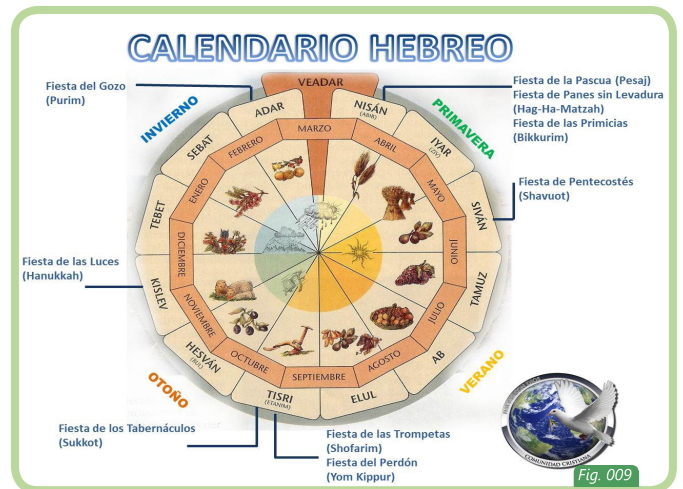 CALENDARIO HEBREO
Fiesta del Gozo
(Purim)
Fiesta de la Pascua (Pesaj)
Fiesta de Panes sin Levadura
(Hag-Ha-Matzah)
Fiesta de las Primicias
(Bikkurim)
INVIERNO
PRIMAVERA
VEADAR
ADAR
NISÁN
(ABIB)
IYAR
(ZIV)
SIVÁN
TAMUZ
AB
ELUL
TISRI
(ETANIM)
HESVÁN
(BUL)
KISLEV
TEBET
SEBAT
MARZO
ABRIL
MAYO
JUNIO
JULIO
AGOSTO
SEPTIEMBRE
OCTUBRE
NOVIEMBRE
DICIEMBRE
ENERO
FEBRERO
Fiesta de Pentecostés
(Shavuot)
Fiesta de las Luces
(Hanukkah)
OTOÑO
VERANO
Fiesta de los Tabernáculos
(Sukkot)
Fiesta de las Trompetas
(Shofarim)
Fiesta del Perdón
(Yom Kippur)
COMUNIDAD CRISTIANA
Fig. 009